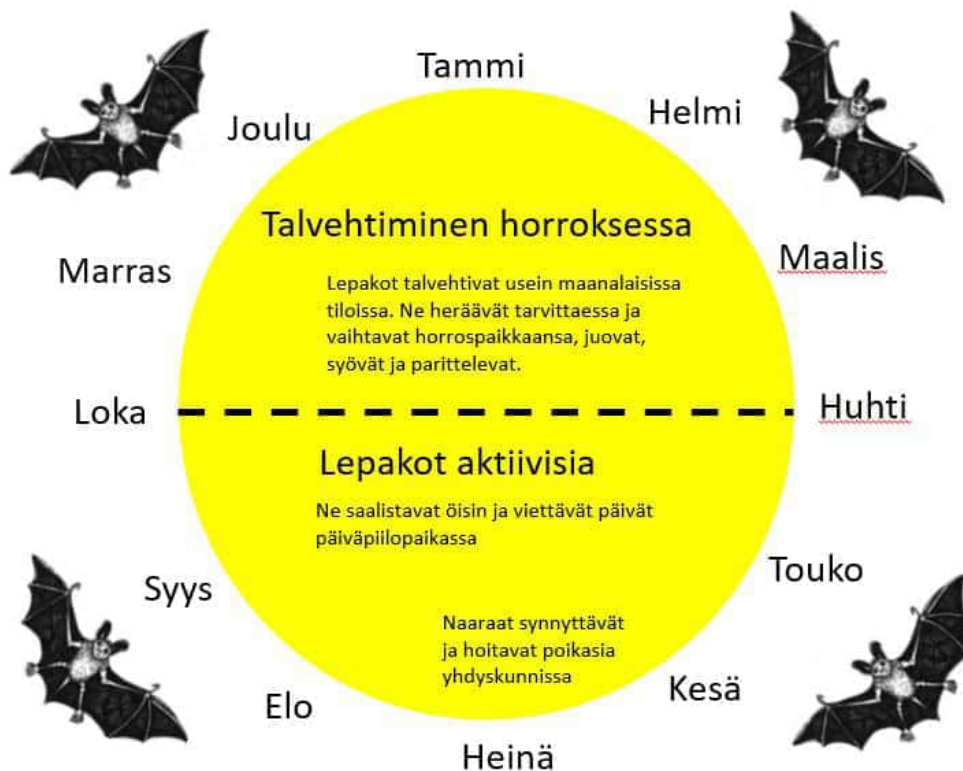 Tammi
Joulu
Helmi
Talvehtiminen horroksessa
Marras
Maalis
Lepakot talvehtivat usein maanalaisissa
tiloissa. Ne heräävät tarvittaessa ja
vaihtavat horrospaikkaansa, juovat,
syövät ja parittelevat.
Loka
Huhti
Lepakot aktiivisia
Ne saalistavat öisin ja viettävät päivät
päiväpiilopaikassa
Syys
Touko
Naaraat synnyttävät
ja hoitavat poikasia
yhdyskunnissa
Elo
Kesä
Heinä